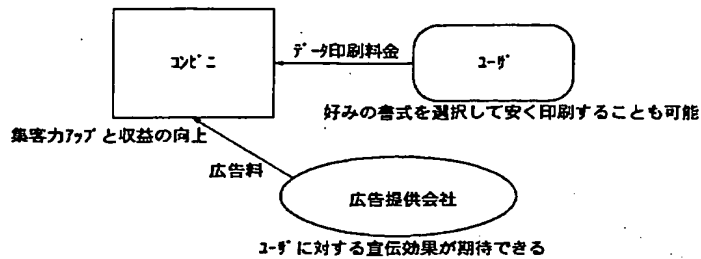 ｺﾝﾋﾞﾆ
ﾃﾞｰﾀ印刷料金
ﾕｰｻﾞ
好みの書式を選択して安く印刷することも可能
集客力ｱｯﾌﾟと収益の向上
広告料
広告提供会社
ﾕｰｻﾞに対する宣伝効果が期待できる